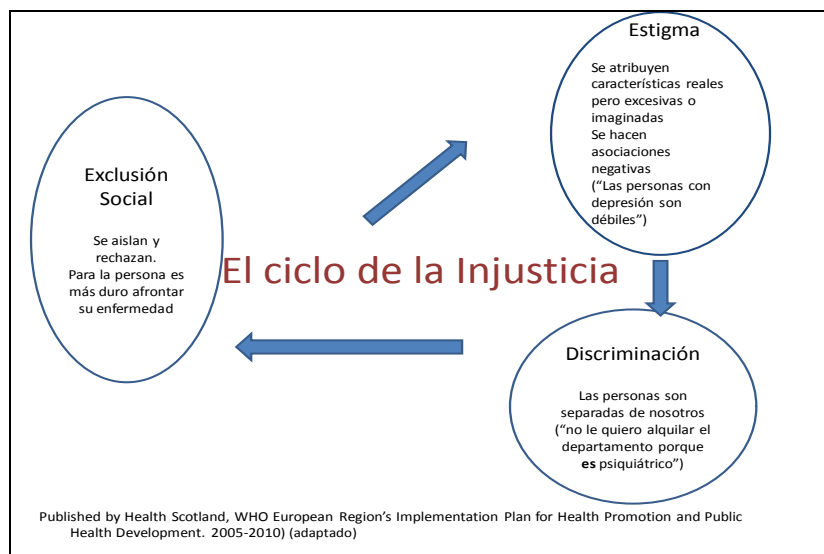 Estigma
Se atribuyen
características reales
pero excesivas o
imaginadas
Se hacen
asociaciones
negativas
(“Las personas con
depresión son
débiles”)
Exclusión
Social
Se aislan y
rechazan.
Para la persona es
más duro afrontar
su enfermedad
El ciclo de la Injusticia
Discriminación
Las personas son
separadas de nosotros
(“no le quiero alquilar el
departamento porque
es psiquiátrico”)
Published by Health Scotland, WHO European Region’s Implementation Plan for Health Promotion and Public
Health Development. 2005-2010) (adaptado)